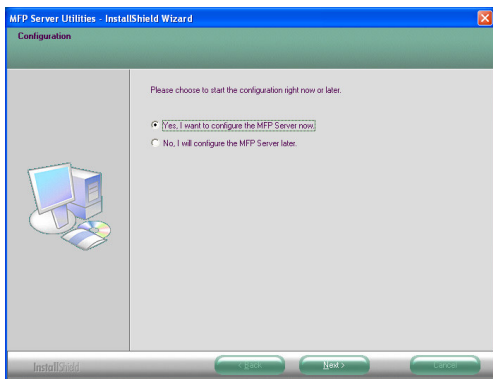 MFP Server Utilities - InstallShield Wizard
Configuration
Please choose to start the configuration right now or later.
Yes, I want to configure the MFP Server now.
No, I will configure the MFP Server later.
InstallShield
< Back
Next >
Cancel